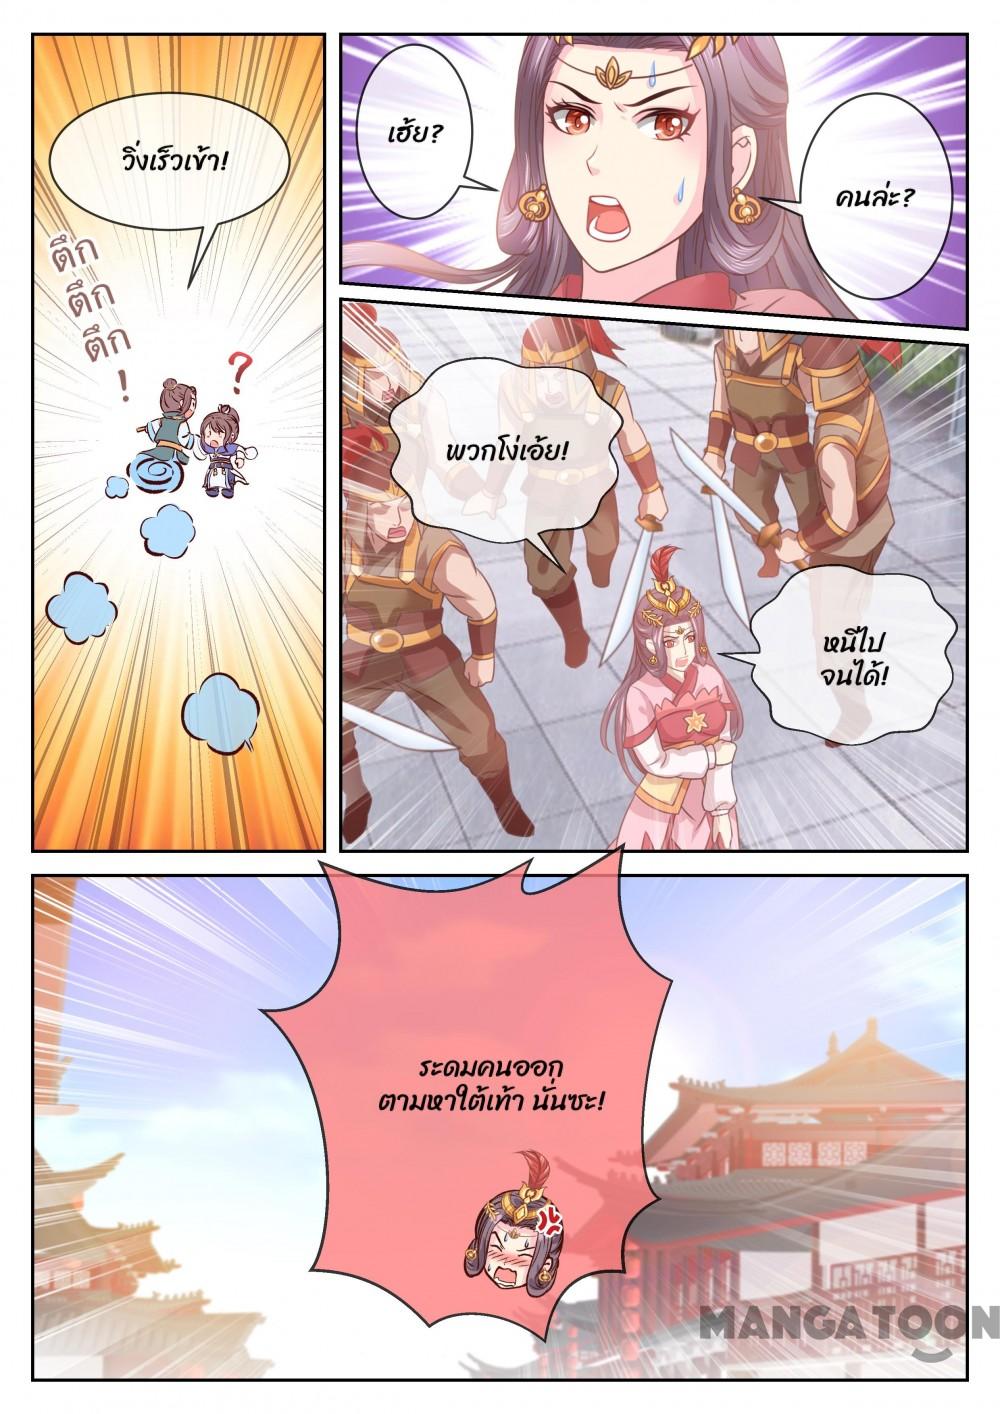 วิ่งเร็วเข้า!
ตึก
ตึก
ตึก
!
?
เฮ้ย?
คนล่ะ?
พวกโง่เอ้ย!
หนีไป
จนได้!
ระดมคนออก
ตามหาใต้เท้า นั่นซะ!
MANGATOON